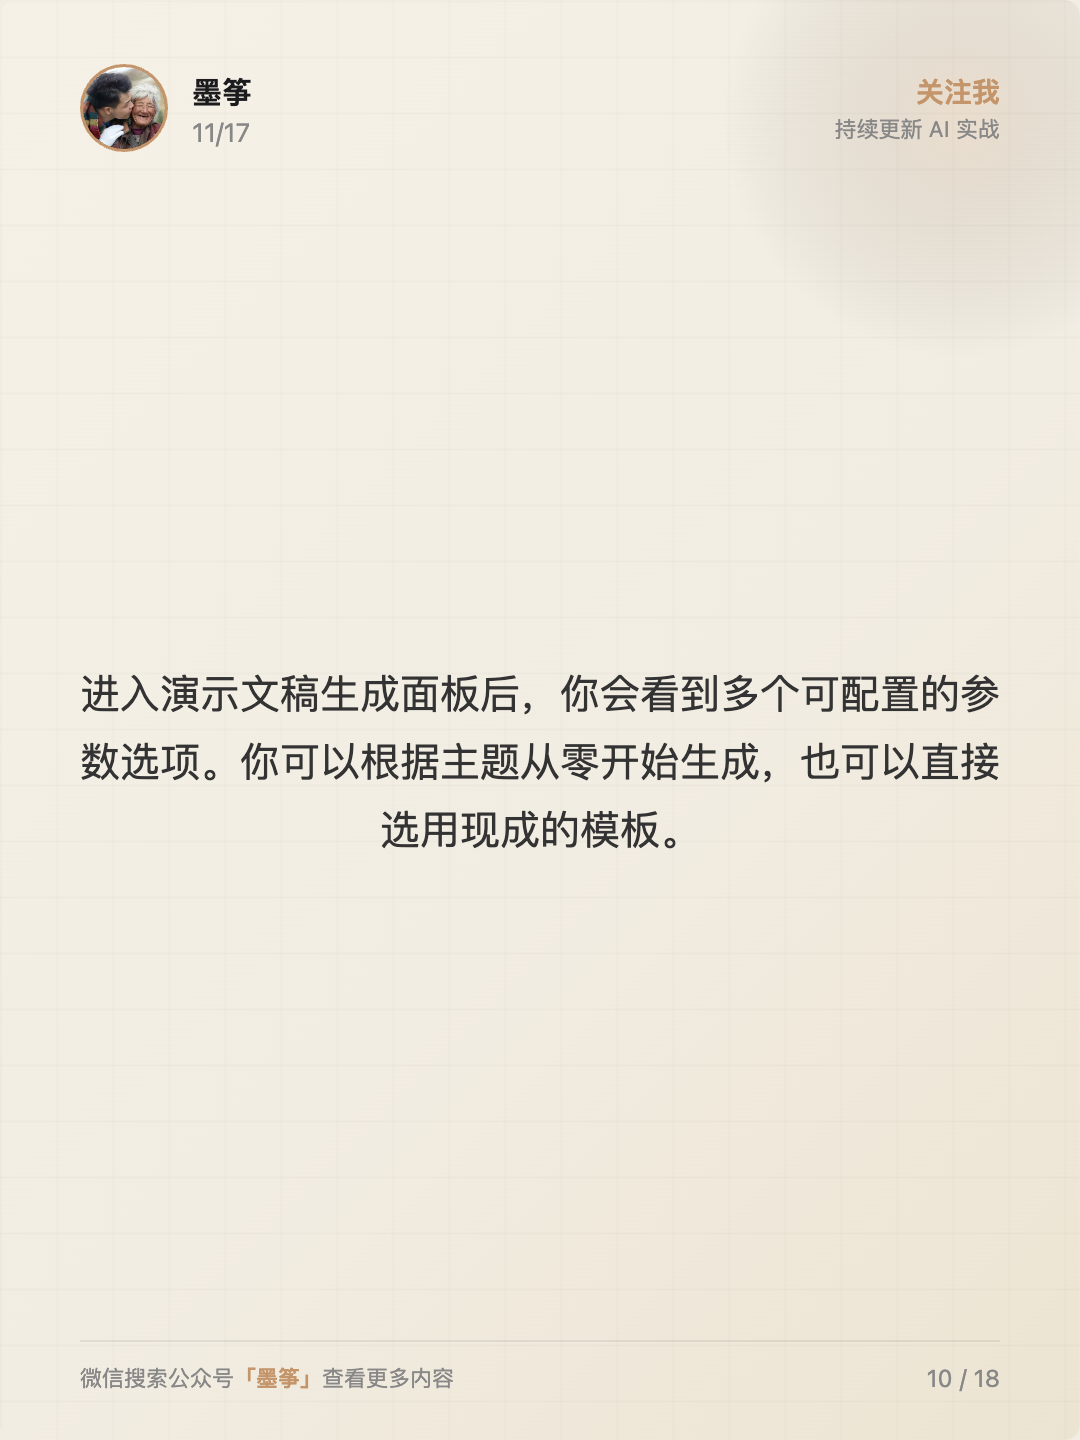 墨筝
11/17
关注我
持续更新 AI 实战
进入演示文稿生成面板后，你会看到多个可配置的参
数选项。你可以根据主题从零开始生成，也可以直接
选用现成的模板。
微信搜索公众号「墨筝」查看更多内容
10 / 18